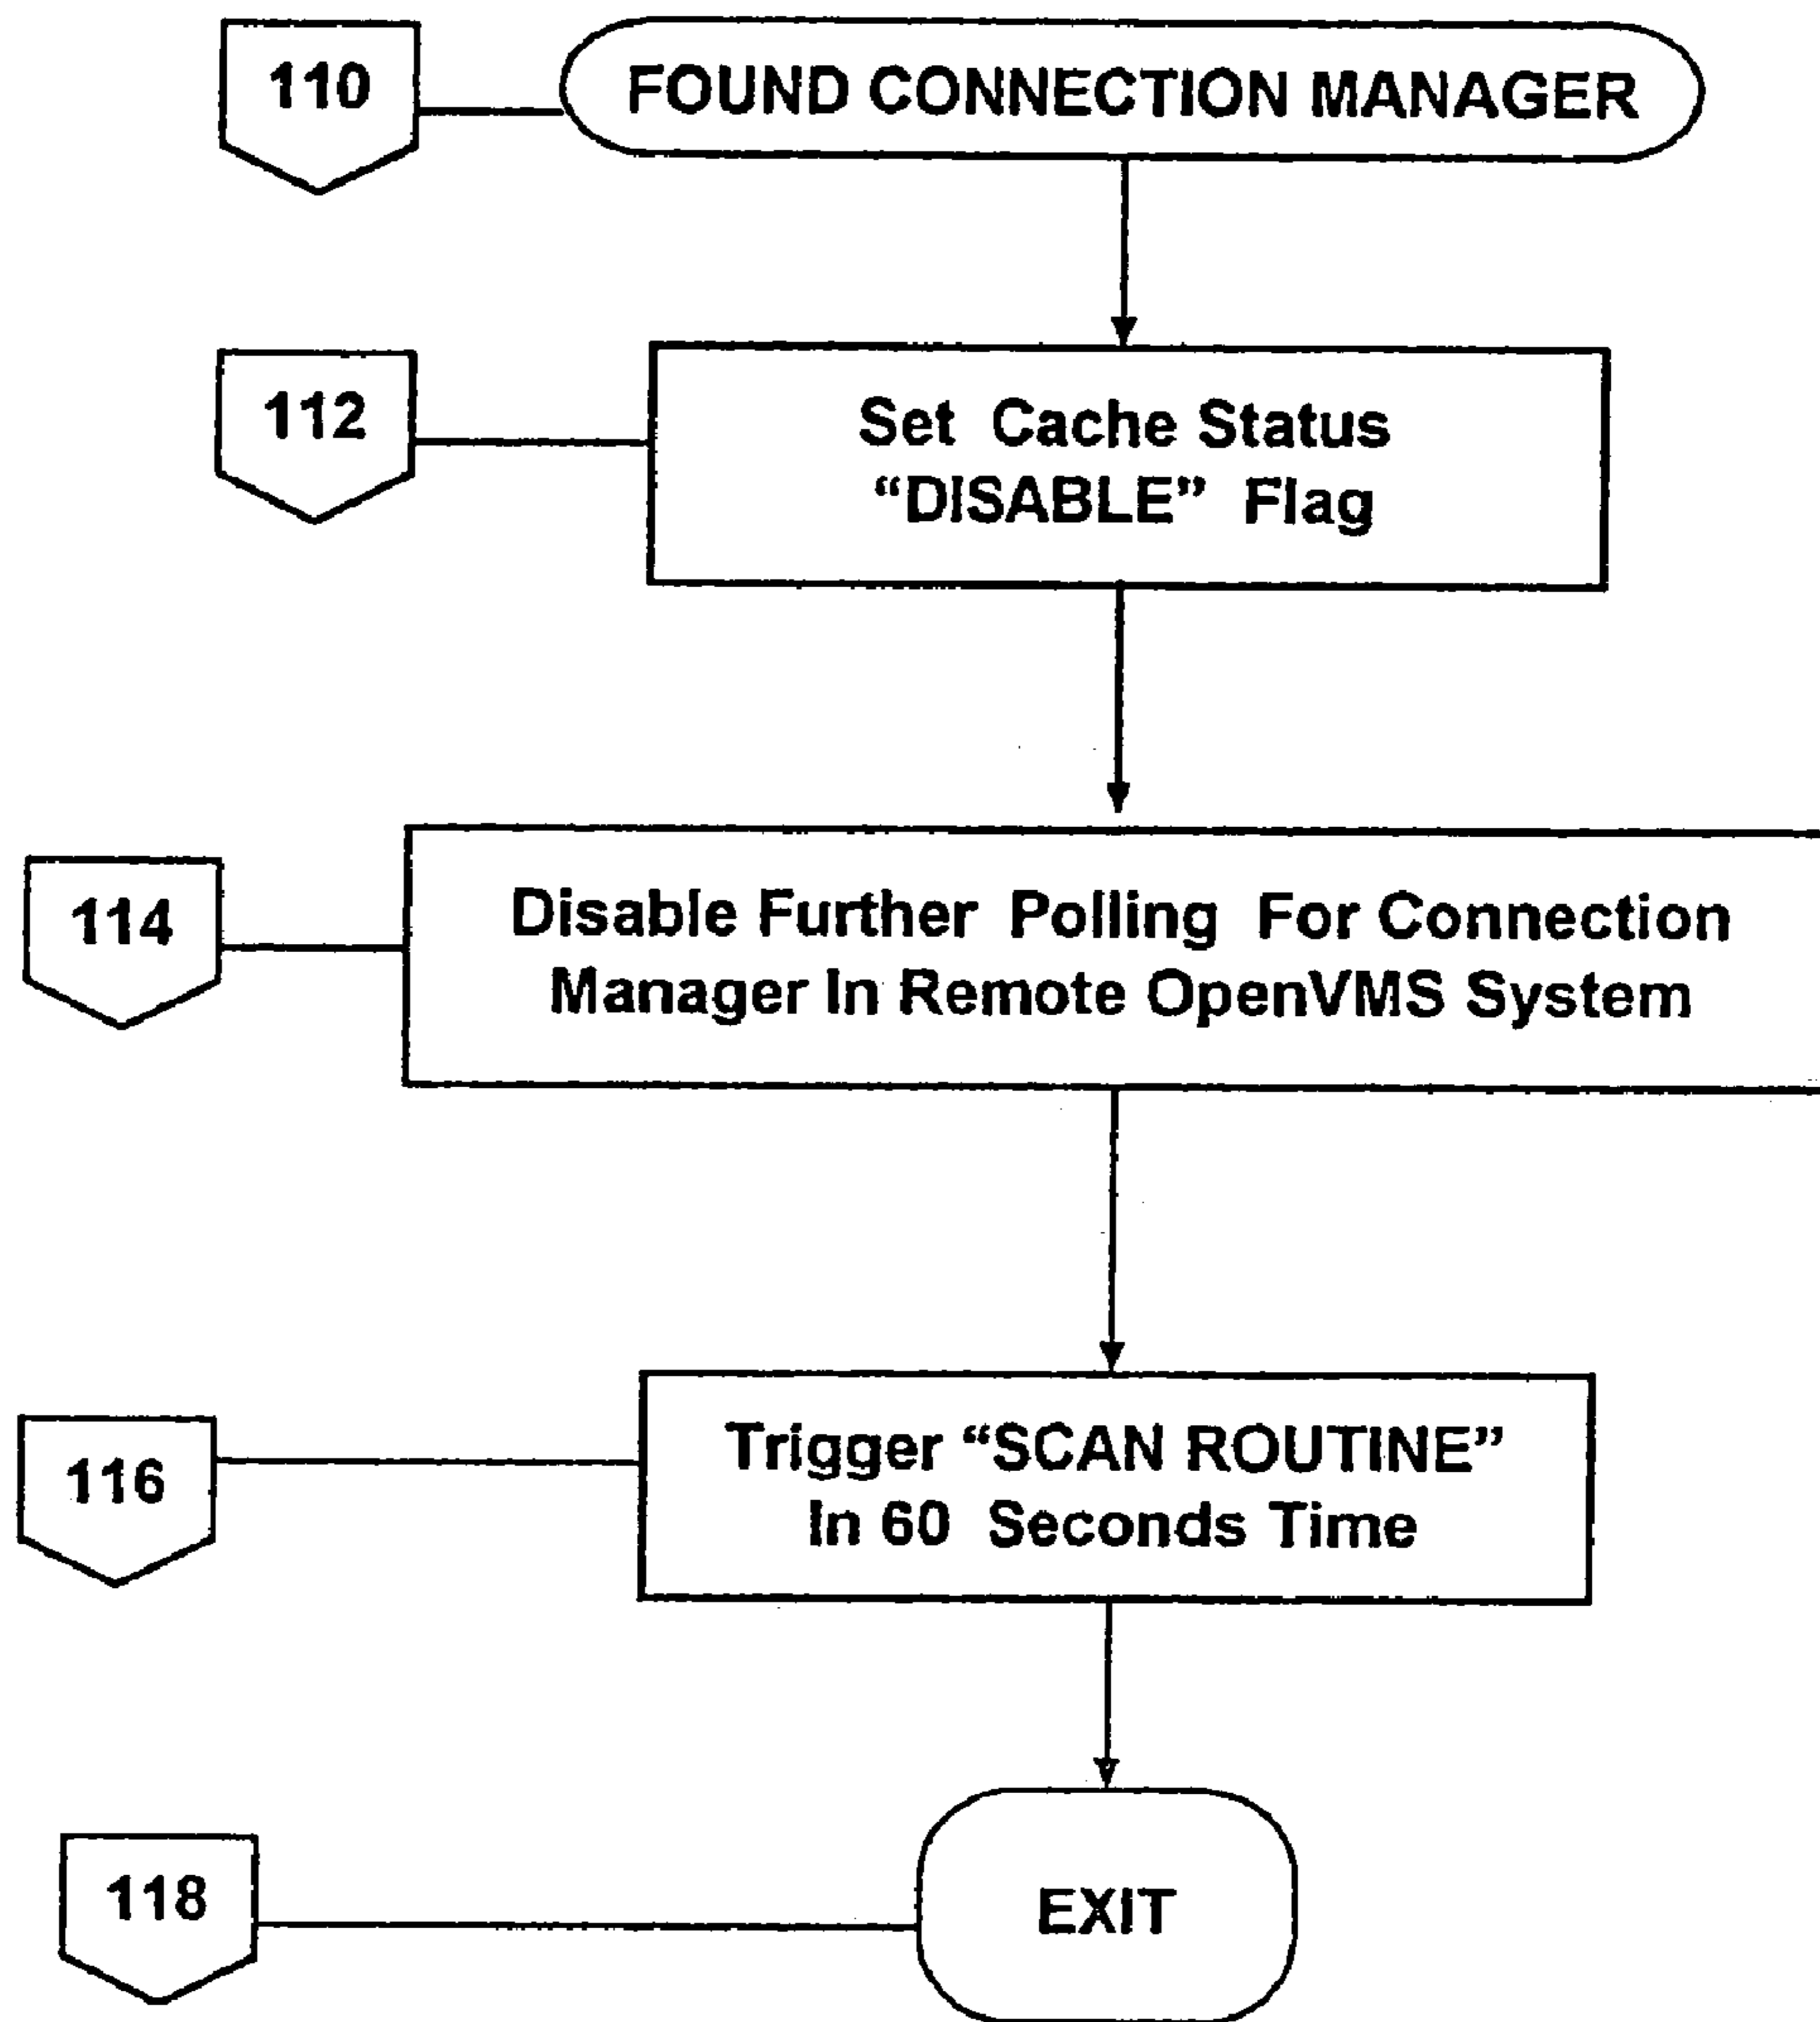 110
FOUND CONNECTION MANAGER
112
Set Cache Status
“DISABLE” Flag
114
Disable Further Polling For Connection
Manager In Remote OpenVMS System
116
Trigger “SCAN ROUTINE”
In 60 Seconds Time
118
EXIT